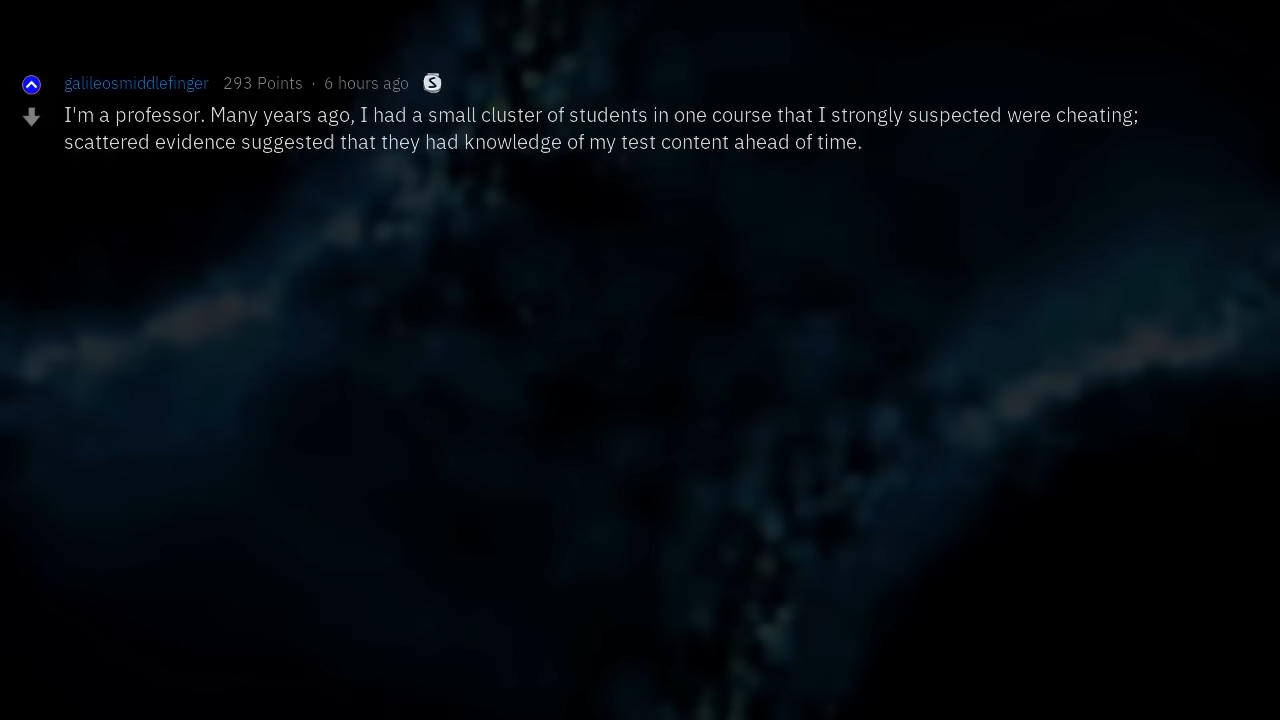 galileosmiddlefinger 293 Points · 6 hours ago S
I'm a professor. Many years ago, I had a small cluster of students in one course that I strongly suspected were cheating;
scattered evidence suggested that they had knowledge of my test content ahead of time.